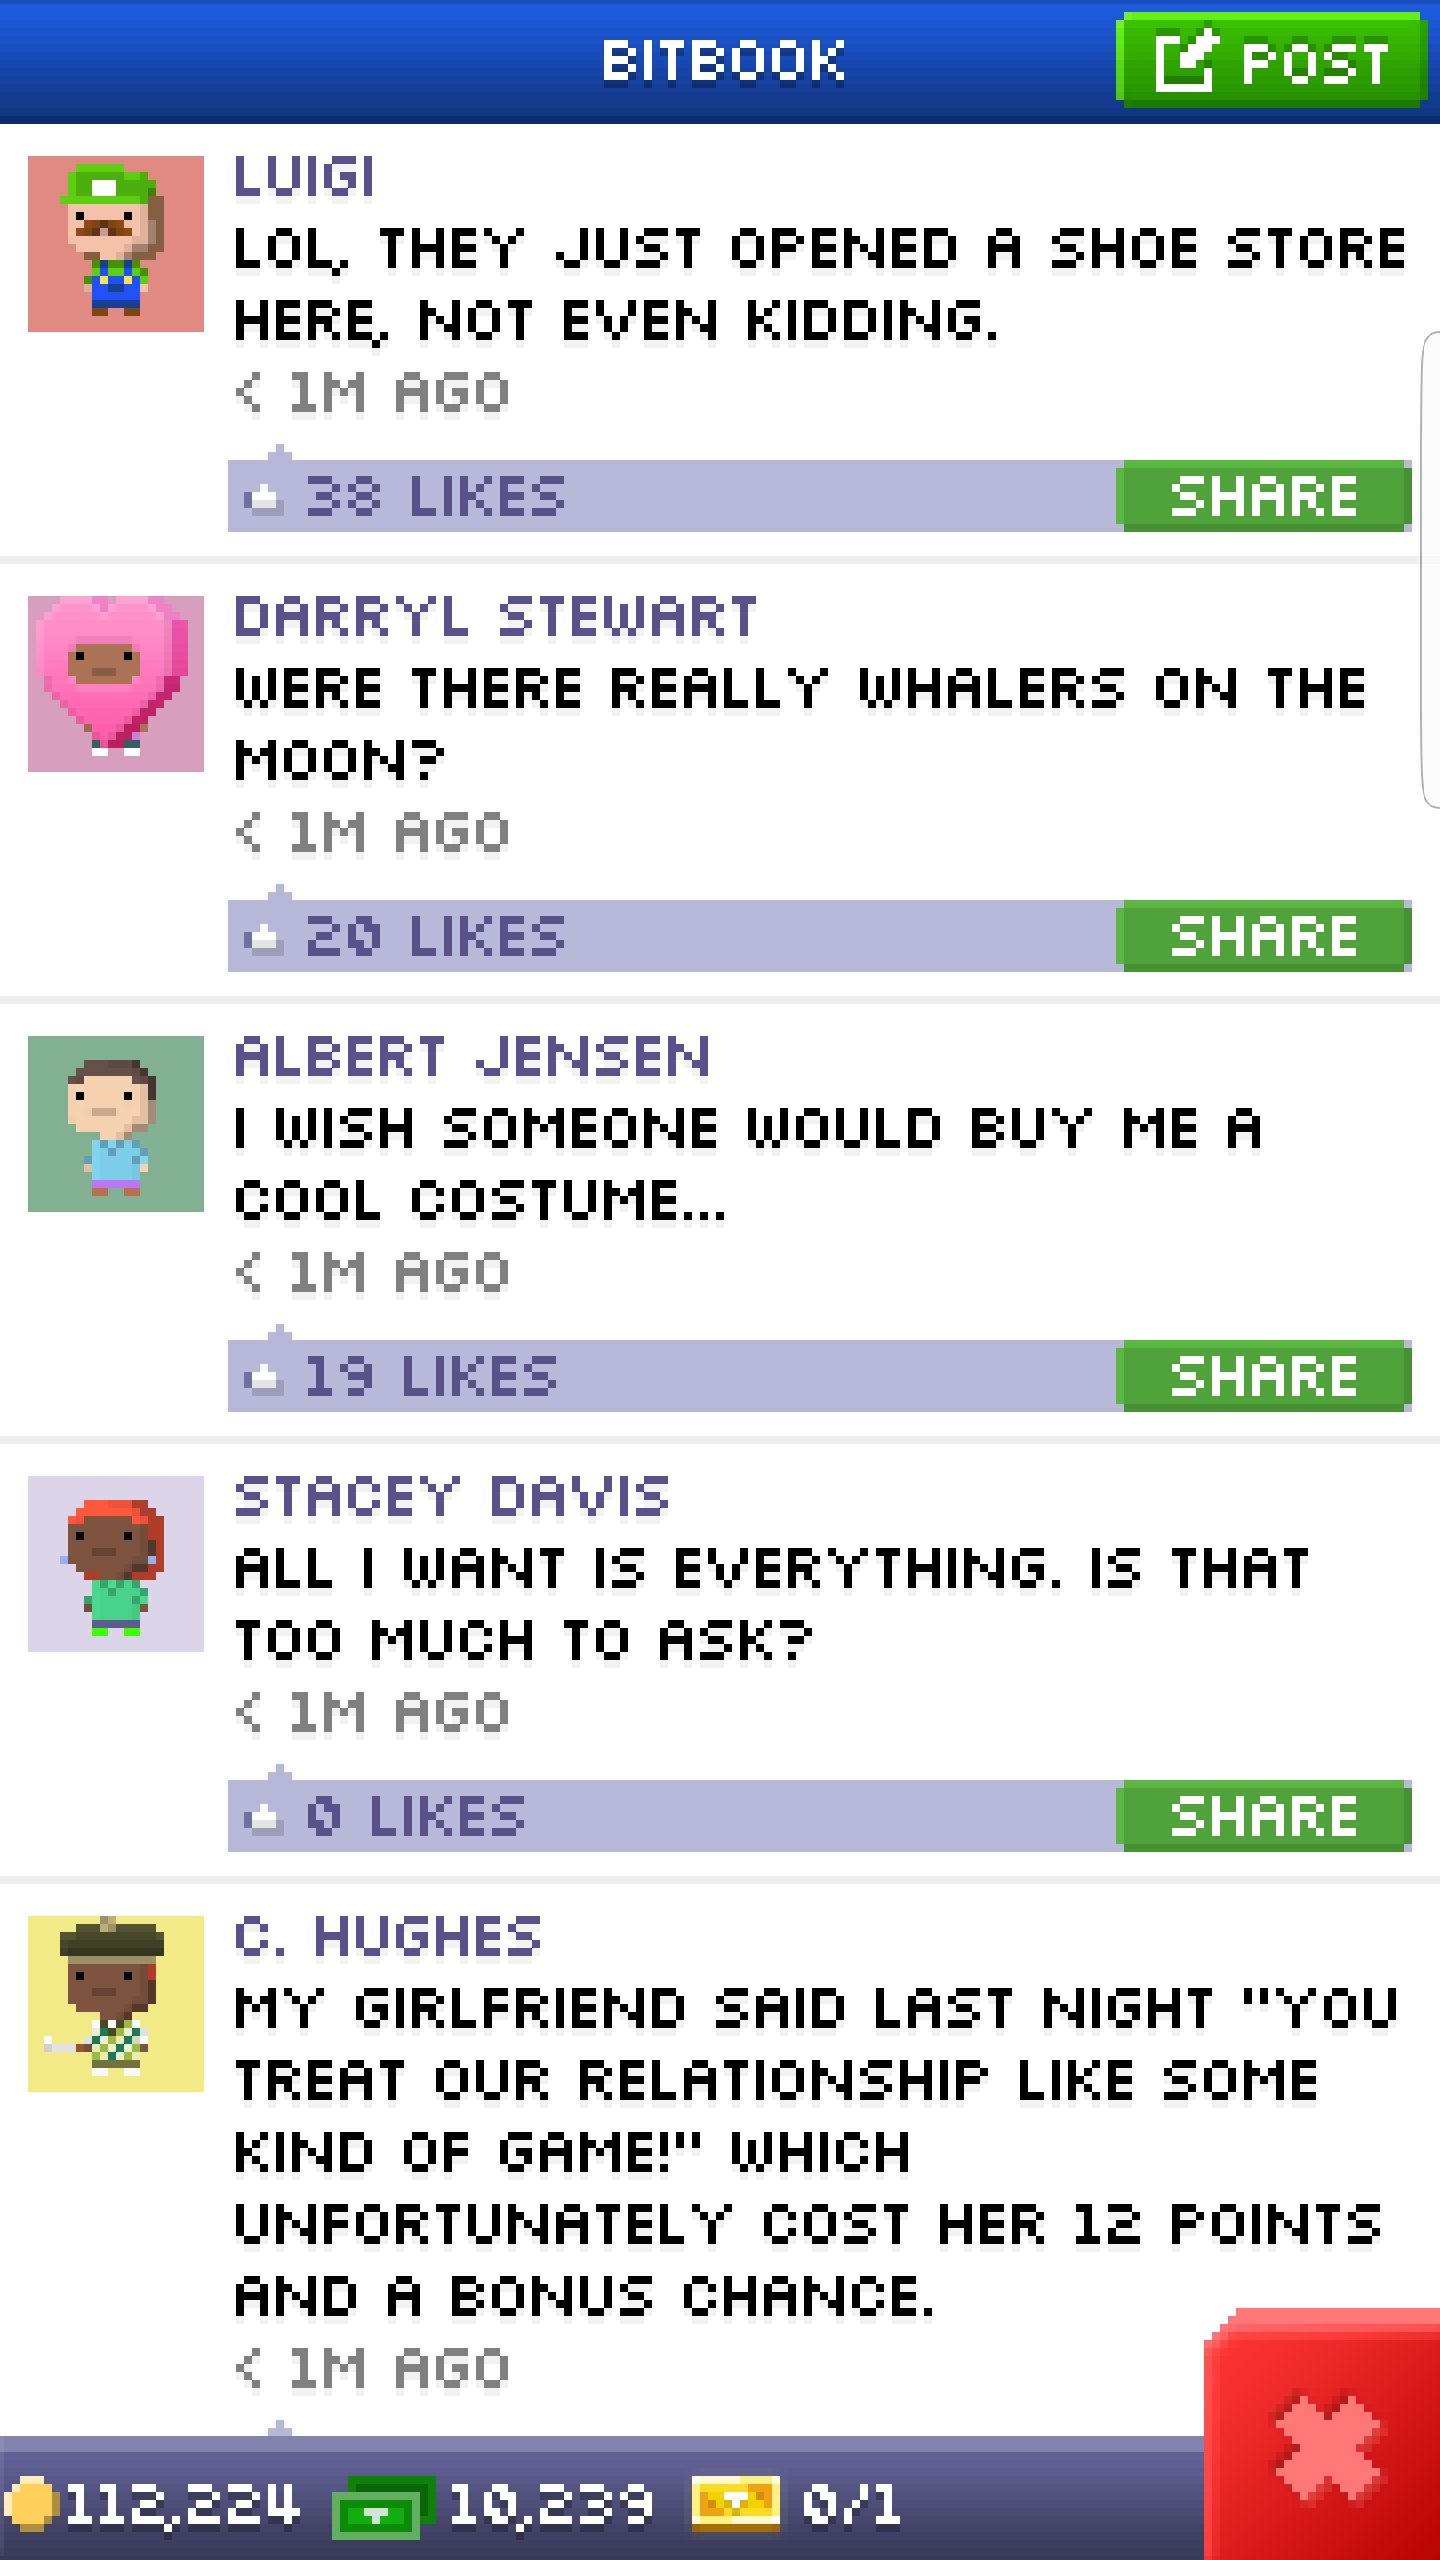 BITBOOK
POST
LUIGI
LOL, THEY JUST OPENED A SHOE STORE
HERE, NOT EVEN KIDDING.
< 1M AGO
38 LIKES
SHARE
DARRYL STEWART
WERE THERE REALLY WHALERS ON THE
MOON?
< 1M AGO
20 LIKES
SHARE
ALBERT JENSEN
I WISH SOMEONE WOULD BUY ME A
COOL COSTUME...
< 1M AGO
19 LIKES
SHARE
STACEY DAVIS
ALL I WANT IS EVERYTHING. IS THAT
TOO MUCH TO ASK?
< 1M AGO
0 LIKES
SHARE
C. HUGHES
MY GIRLFRIEND SAID LAST NIGHT "YOU
TREAT OUR RELATIONSHIP LIKE SOME
KIND OF GAME!" WHICH
UNFORTUNATELY COST HER 12 POINTS
AND A BONUS CHANCE.
< 1M AGO
112,224 10,239 0/1